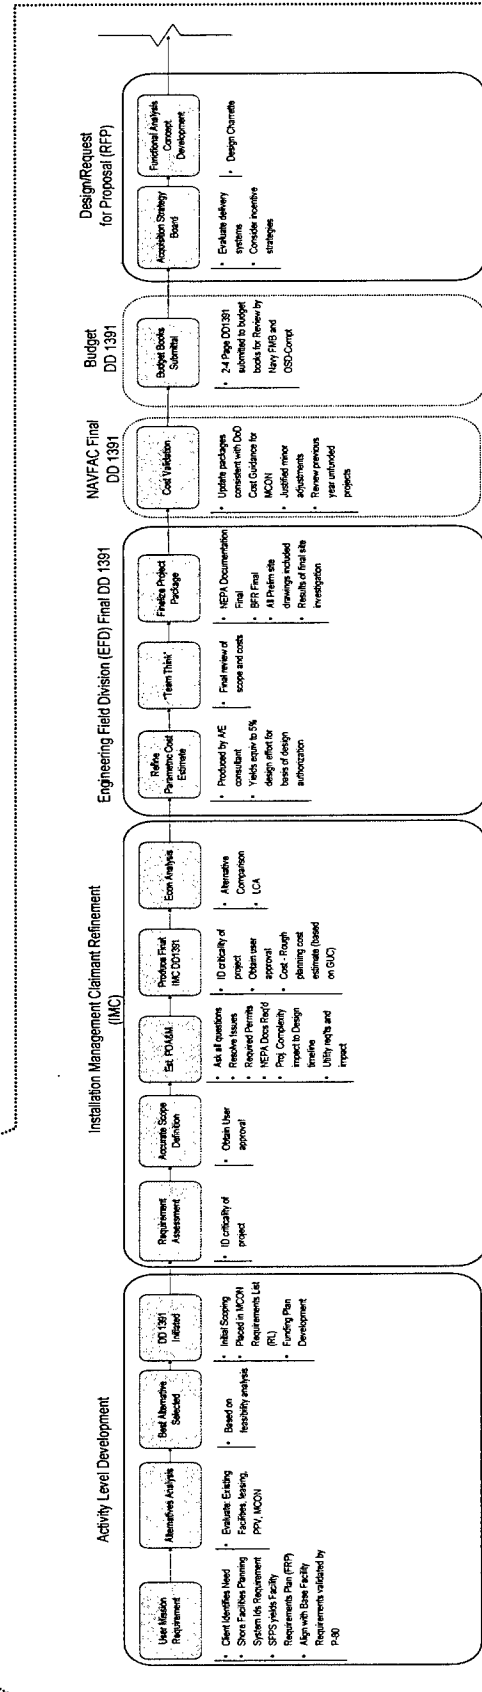 Activity Level Development
User Mission
Requirement
• Client Identifies Need
• Shore Facilities Planning
System Ids Requirement
• SFPS yields Facility
Requirements Plan (FRP)
• Align with Base Facility
Requirements validated by
P-80
Alternatives Analysis
• Evaluate: Existing
Facilities, leasing,
PPV, MCON
Best Alternative
Selected
• Based on
feasibility analysis
DD 1391
Initiated
• Initial Scoping
• Placed in MCON
Requirements List
(RL)
• Funding Plan
Development
Installation Management Claimant Refinement
(IMC)
Requirement
Assessment
• ID criticality of
project
Accurate Scope
Definition
• Obtain User
approval
Est. POA&M
• Ask all questions
• Resolve Issues
• Required Permits
• NEPA Docs Req'd
• Proj. Complexity
impact to Design
timeline
• Utility req'ts and
impact
Produce Final
IMC DD1391
• ID criticality of
project
• Obtain user
approval
• Cost - Rough
planning cost
estimate (based
on GUC)
Econ Analysis
• Alternative
Comparison
• LCA
Engineering Field Division (EFD) Final DD 1391
Refine
Parametric Cost
Estimate
• Produced by A/E
consultant
• Yields equiv to 5%
design effort for
basis of design
authorization
"Team Think"
• Final review of
scope and costs
Finalize Project
Package
• NEPA Documentation
Final
• BFR Final
• All Prelim site
drawings included
• Results of final site
investigation
NAVFAC Final
DD 1391
Cost Validation
• Update packages
consistent with DoD
Cost Guidance for
MCON
• Justified minor
adjustments
• Review previous
year unfunded
projects
Budget
DD 1391
Budget Books
Submittal
• 2-4 Page DD1391
submitted to budget
books for Review by
Navy FMB and
OSD-Compt
Design/Request
for Proposal (RFP)
Acquisition Strategy
Board
• Evaluate delivery
systems
• Consider incentive
strategies
Functional Analysis
Concept
Development
• Design Charrette